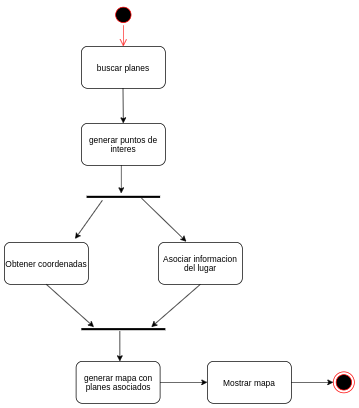 buscar planes
generar puntos de
interes
Obtener coordenadas
Asociar informacion
del lugar
generar mapa con
planes asociados
Mostrar mapa